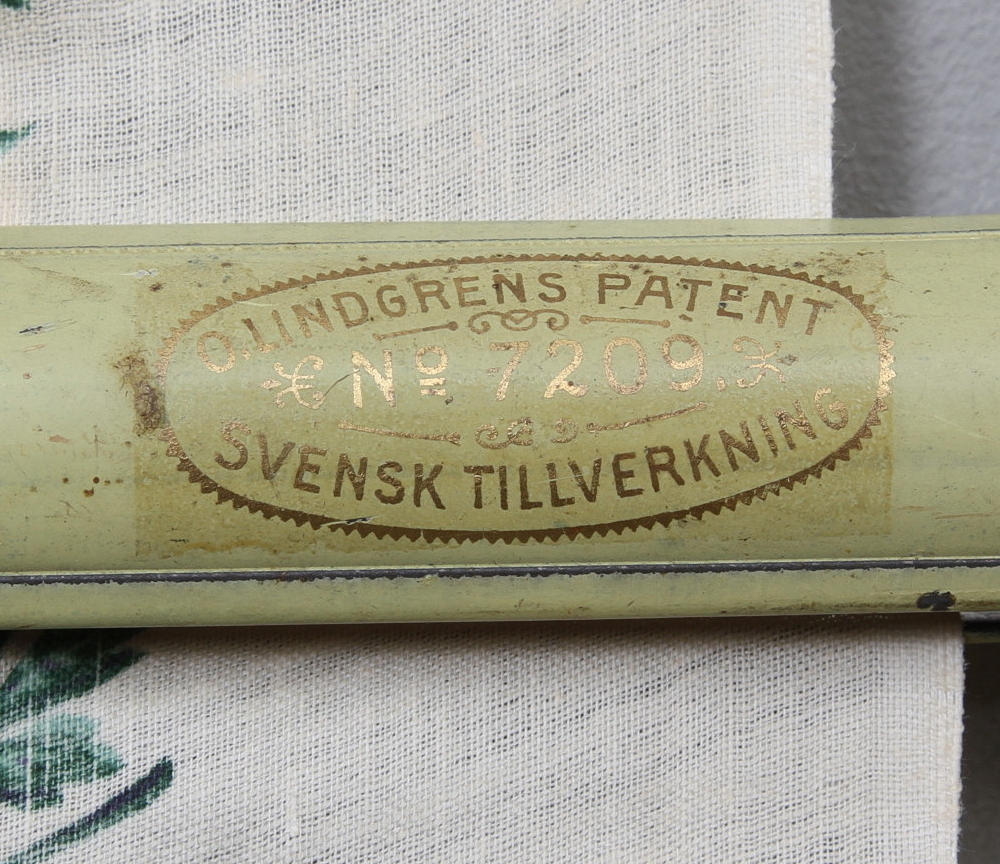 O. LINDGRENS PATENT
Nº 7209.
SVENSK TILLVERKNING